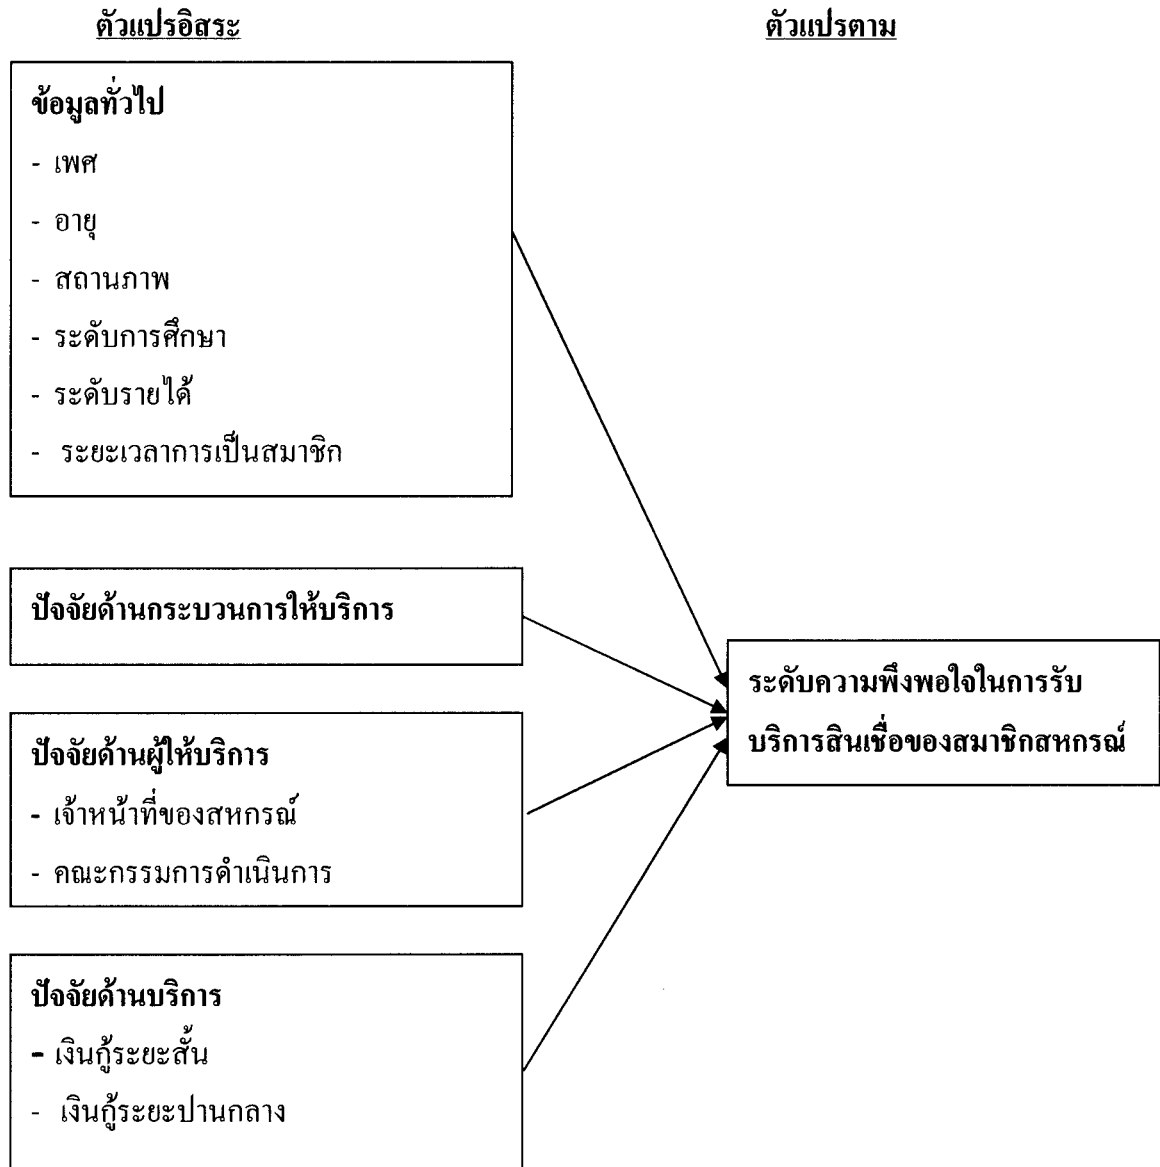 ตัวแปรอิสระ
ตัวแปรตาม
ข้อมูลทั่วไป
- เพศ
- อายุ
- สถานภาพ
- ระดับการศึกษา
- ระดับรายได้
- ระยะเวลาการเป็นสมาชิก
ปัจจัยด้านกระบวนการให้บริการ
ปัจจัยด้านผู้ให้บริการ
- เจ้าหน้าที่ของสหกรณ์
- คณะกรรมการดำเนินการ
ปัจจัยด้านบริการ
- เงินกู้ระยะสั้น
- เงินกู้ระยะปานกลาง
ระดับความพึงพอใจในการรับ
บริการสินเชื่อของสมาชิกสหกรณ์